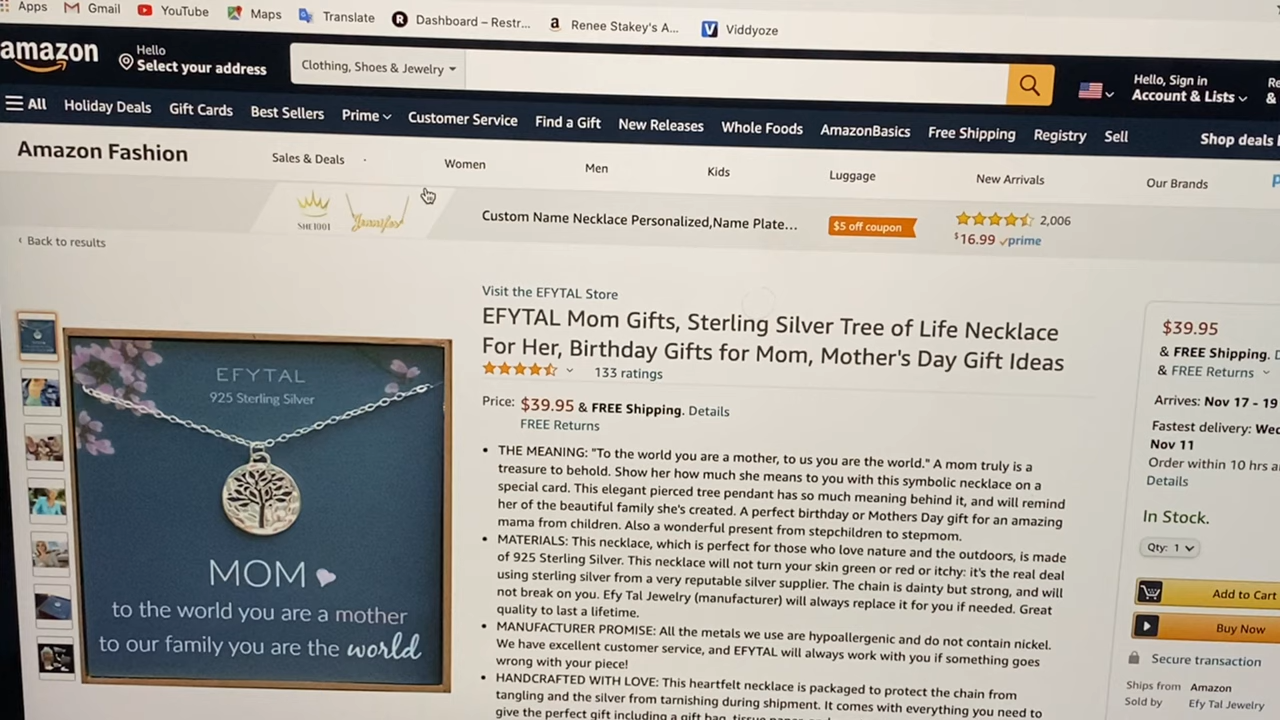 Apps Gmail YouTube Maps Translate Dashboard – Restr... Renee Stakey's A... Viddyoze
amazon
Hello
Select your address
Clothing, Shoes & Jewelry
Hello, Sign in
Account & Lists
All Holiday Deals Gift Cards Best Sellers Prime Customer Service Find a Gift New Releases Whole Foods AmazonBasics Free Shipping Registry Sell Shop deals
Amazon Fashion Sales & Deals Women Men Kids Luggage New Arrivals Our Brands
SHE1001
Jennifer
Custom Name Necklace Personalized,Name Plate... $5 off coupon 2,006
$16.99 prime
‹ Back to results
Visit the EFYTAL Store
EFYTAL Mom Gifts, Sterling Silver Tree of Life Necklace
For Her, Birthday Gifts for Mom, Mother's Day Gift Ideas
133 ratings
Price: $39.95 & FREE Shipping. Details
FREE Returns
• THE MEANING: "To the world you are a mother, to us you are the world." A mom truly is a
treasure to behold. Show her how much she means to you with this symbolic necklace on a
special card. This elegant pierced tree pendant has so much meaning behind it, and will remind
her of the beautiful family she's created. A perfect birthday or Mothers Day gift for an amazing
mama from children. Also a wonderful present from stepchildren to stepmom.
• MATERIALS: This necklace, which is perfect for those who love nature and the outdoors, is made
of 925 Sterling Silver. This necklace will not turn your skin green or red or itchy: it's the real deal
using sterling silver from a very reputable silver supplier. The chain is dainty but strong, and will
not break on you. Efy Tal Jewelry (manufacturer) will always replace it for you if needed. Great
quality to last a lifetime.
• MANUFACTURER PROMISE: All the metals we use are hypoallergenic and do not contain nickel.
We have excellent customer service, and EFYTAL will always work with you if something goes
wrong with your piece!
• HANDCRAFTED WITH LOVE: This heartfelt necklace is packaged to protect the chain from
tangling and the silver from tarnishing during shipment. It comes with everything you need to
give the perfect gift including a gift bag, tissue
EFYTAL
925 Sterling Silver
MOM
to the world you are a mother
to our family you are the world
$39.95
& FREE Shipping.
& FREE Returns
Arrives: Nov 17 - 19
Fastest delivery: Wed
Nov 11
Order within 10 hrs
Details
In Stock.
Qty: 1
Add to Cart
Buy Now
Secure transaction
Ships from Amazon
Sold by Efy Tal Jewelry